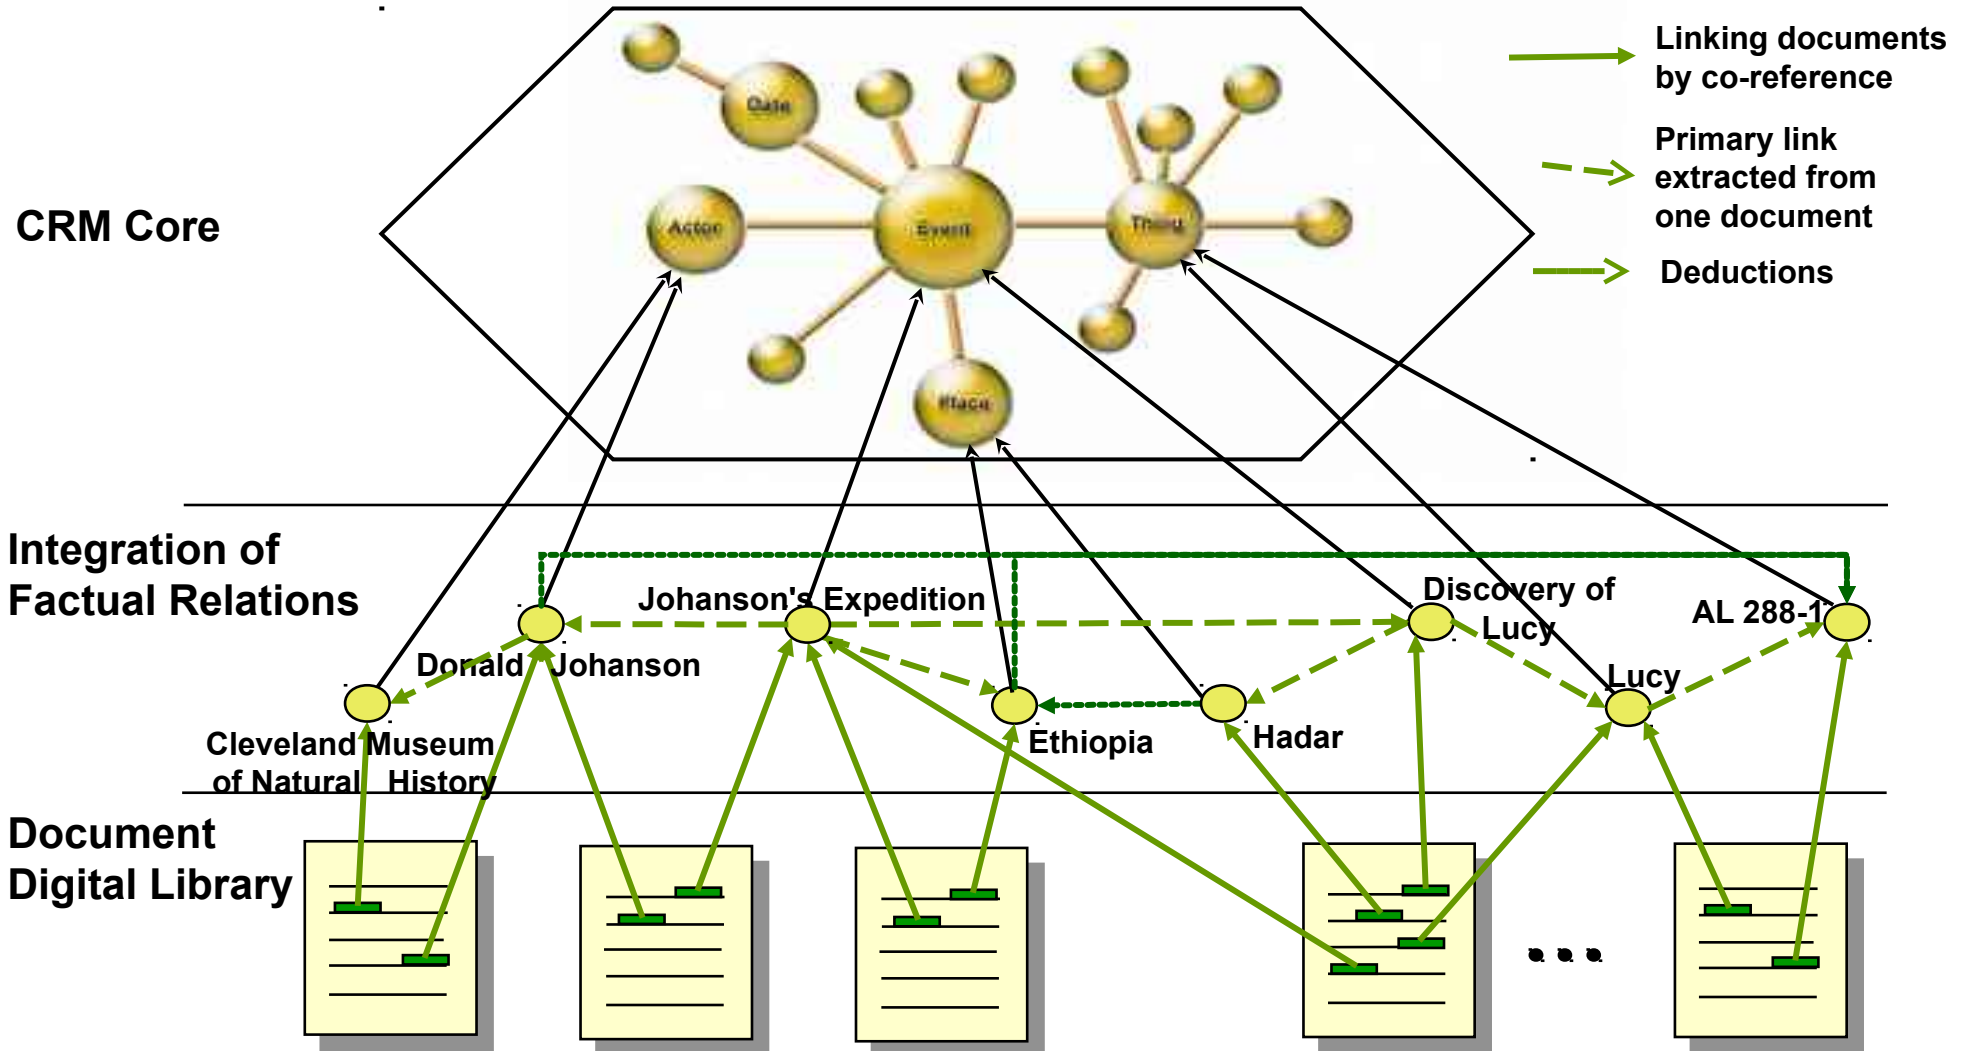 Linking documents
by co-reference
Primary link
extracted from
one document
Deductions
CRM Core
Date
Actor
Event
Thing
Place
Integration of
Factual Relations
Johanson's Expedition
Discovery of
Lucy
AL 288-1
Donald Johanson
Lucy
Cleveland Museum
of Natural History
Ethiopia
Hadar
Document
Digital Library